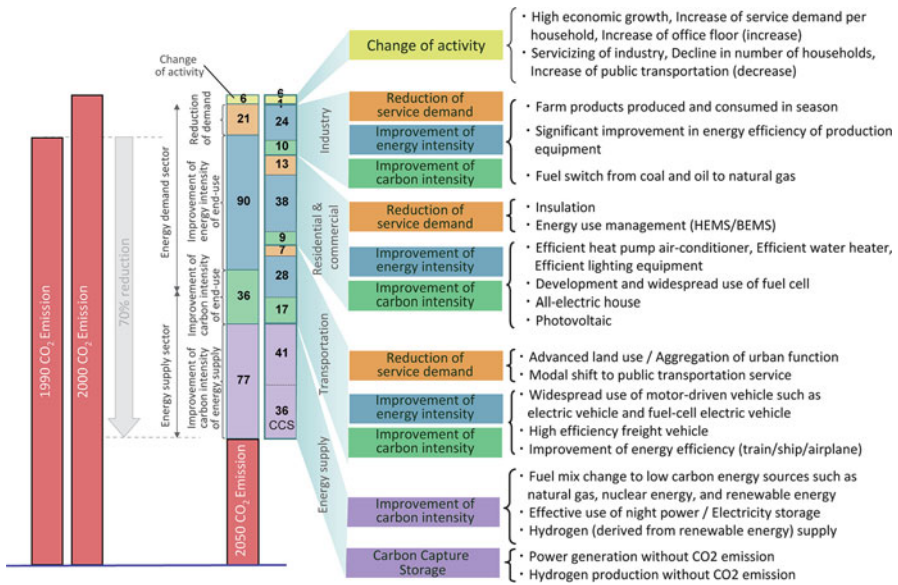 1990 CO₂ Emission
2000 CO₂ Emission
70% reduction
Energy demand sector
Energy supply sector
Change
of activity
Reduction
of demand
Improvement of
energy intensity
of end-use
Improvement of
carbon intensity
of end-use
Improvement of
carbon intensity
of energy supply
6
21
90
36
77
2050 CO₂ Emission
6
1
24
10
13
38
9
7
28
17
41
36
CCS
Industry
Residential &
commercial
Transportation
Energy supply
Change of activity
・ High economic growth, Increase of service demand per
household, Increase of office floor (increase)
・ Servicizing of industry, Decline in number of households,
Increase of public transportation (decrease)
Reduction of
service demand
Improvement of
energy intensity
Improvement of
carbon intensity
・ Farm products produced and consumed in season
・ Significant improvement in energy efficiency of production
equipment
・ Fuel switch from coal and oil to natural gas
Reduction of
service demand
・ Insulation
・ Energy use management (HEMS/BEMS)
Improvement of
energy intensity
Improvement of
carbon intensity
・ Efficient heat pump air-conditioner, Efficient water heater,
Efficient lighting equipment
・ Development and widespread use of fuel cell
・ All-electric house
・ Photovoltaic
Reduction of
service demand
・ Advanced land use / Aggregation of urban function
・ Modal shift to public transportation service
Improvement of
energy intensity
Improvement of
carbon intensity
・ Widespread use of motor-driven vehicle such as
electric vehicle and fuel-cell electric vehicle
・ High efficiency freight vehicle
・ Improvement of energy efficiency (train/ship/airplane)
Improvement of
carbon intensity
・ Fuel mix change to low carbon energy sources such as
natural gas, nuclear energy, and renewable energy
・ Effective use of night power / Electricity storage
・ Hydrogen (derived from renewable energy) supply
Carbon Capture
Storage
・ Power generation without CO2 emission
・ Hydrogen production without CO2 emission